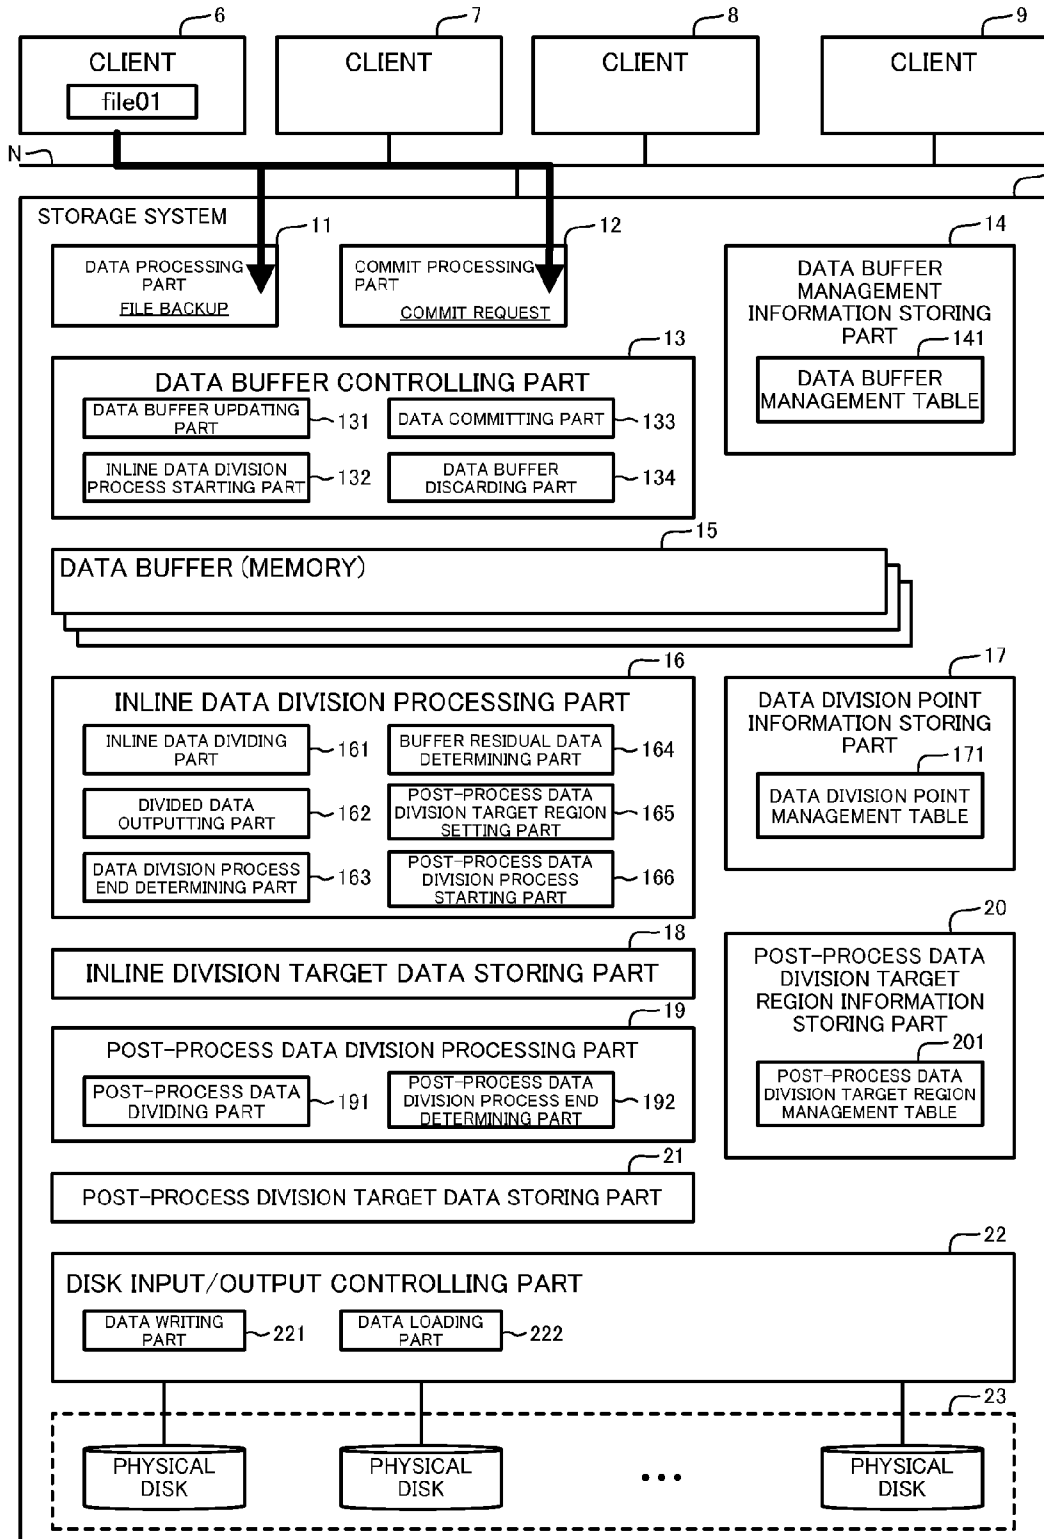 6
7
8
9
CLIENT
CLIENT
CLIENT
CLIENT
file01
N
STORAGE SYSTEM
11
12
14
DATA PROCESSING
PART
FILE BACKUP
COMMIT PROCESSING
PART
COMMIT REQUEST
DATA BUFFER
MANAGEMENT
INFORMATION STORING
PART
141
DATA BUFFER
MANAGEMENT TABLE
13
DATA BUFFER CONTROLLING PART
DATA BUFFER UPDATING
PART
131
DATA COMMITTING PART
133
INLINE DATA DIVISION
PROCESS STARTING PART
132
DATA BUFFER
DISCARDING PART
134
15
DATA BUFFER (MEMORY)
16
INLINE DATA DIVISION PROCESSING PART
INLINE DATA DIVIDING
PART
161
BUFFER RESIDUAL DATA
DETERMINING PART
164
DIVIDED DATA
OUTPUTTING PART
162
POST-PROCESS DATA
DIVISION TARGET REGION
SETTING PART
165
DATA DIVISION PROCESS
END DETERMINING PART
163
POST-PROCESS DATA
DIVISION PROCESS
STARTING PART
166
17
DATA DIVISION POINT
INFORMATION STORING
PART
171
DATA DIVISION POINT
MANAGEMENT TABLE
18
INLINE DIVISION TARGET DATA STORING PART
20
POST-PROCESS DATA
DIVISION TARGET
REGION INFORMATION
STORING PART
201
POST-PROCESS DATA
DIVISION TARGET REGION
MANAGEMENT TABLE
19
POST-PROCESS DATA DIVISION PROCESSING PART
POST-PROCESS DATA
DIVIDING PART
191
POST-PROCESS DATA
DIVISION PROCESS END
DETERMINING PART
192
21
POST-PROCESS DIVISION TARGET DATA STORING PART
22
DISK INPUT/OUTPUT CONTROLLING PART
DATA WRITING
PART
221
DATA LOADING
PART
222
23
PHYSICAL
DISK
PHYSICAL
DISK
...
PHYSICAL
DISK